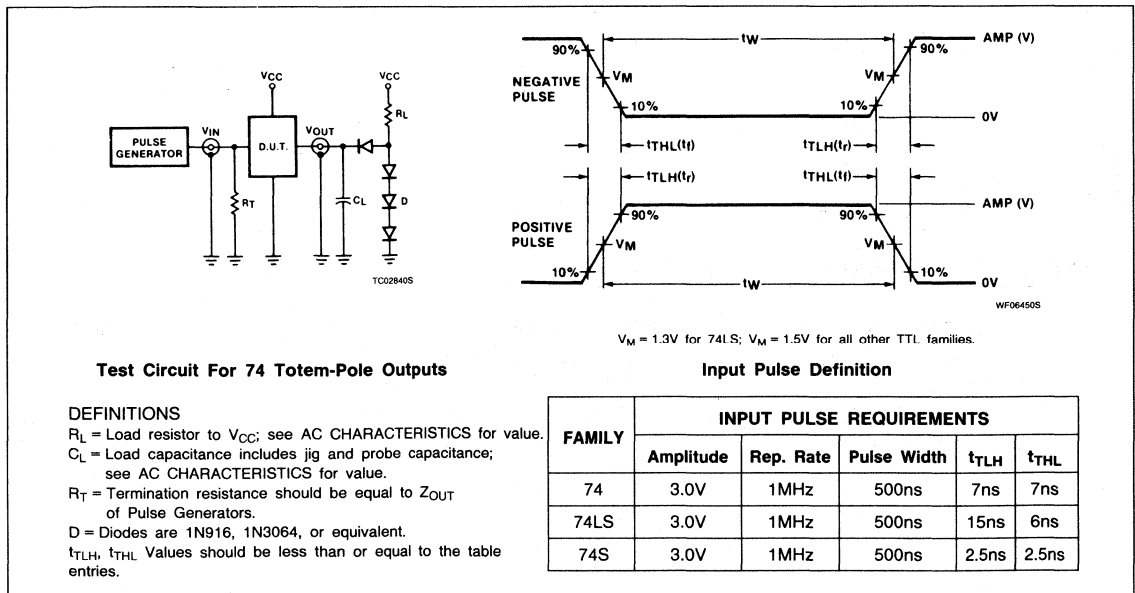 VCC
VCC
RL
PULSE GENERATOR
VIN
D.U.T.
VOUT
RT
CL
D
TC02840S
tW
AMP (V)
90%
90%
NEGATIVE PULSE
VM
VM
10%
10%
0V
tTHL(tf)
tTLH(tr)
tTLH(tr)
tTHL(tf)
AMP (V)
90%
90%
POSITIVE PULSE
VM
VM
10%
10%
tW
0V
WF06450S
VM = 1.3V for 74LS; VM = 1.5V for all other TTL families.
Test Circuit For 74 Totem-Pole Outputs
Input Pulse Definition
DEFINITIONS
RL = Load resistor to VCC; see AC CHARACTERISTICS for value.
CL = Load capacitance includes jig and probe capacitance;
see AC CHARACTERISTICS for value.
RT = Termination resistance should be equal to ZOUT
of Pulse Generators.
D = Diodes are 1N916, 1N3064, or equivalent.
tTLH, tTHL Values should be less than or equal to the table
entries.
FAMILY INPUT PULSE REQUIREMENTS
Amplitude Rep. Rate Pulse Width tTLH tTHL
74 3.0V 1MHz 500ns 7ns 7ns
74LS 3.0V 1MHz 500ns 15ns 6ns
74S 3.0V 1MHz 500ns 2.5ns 2.5ns